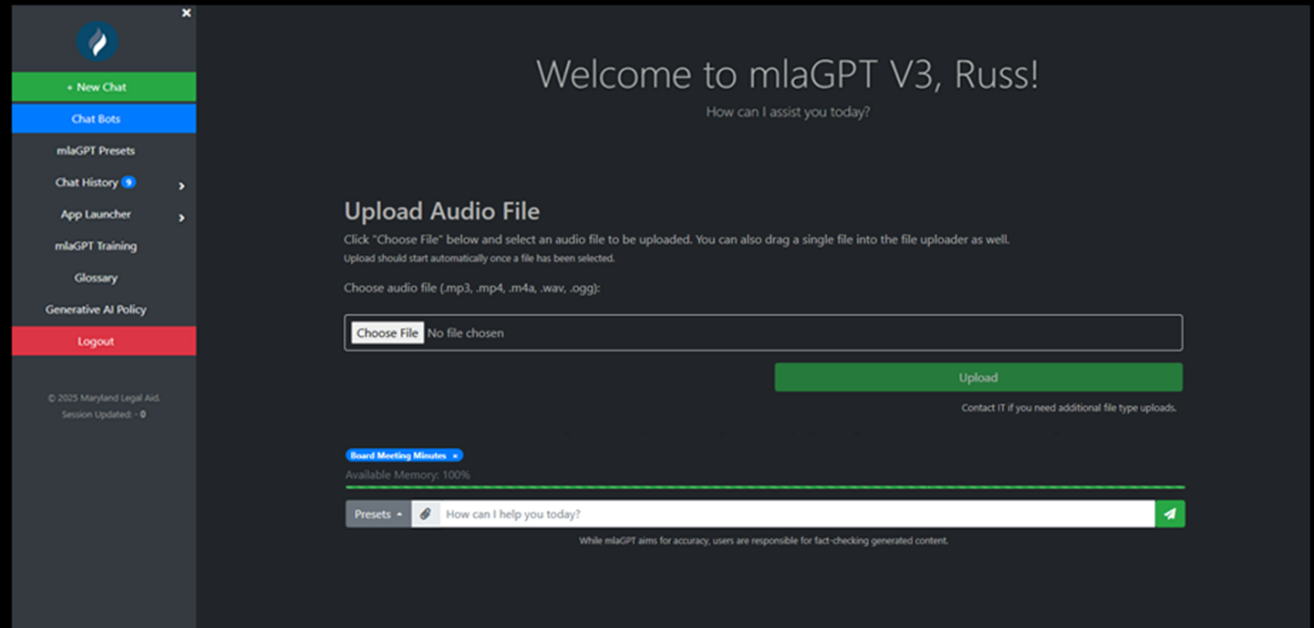 + New Chat
Chat Bots
mlaGPT Presets
Chat History 9
App Launcher
mlaGPT Training
Glossary
Generative AI Policy
Logout
© 2025 Maryland Legal Aid.
Session Updated: - 0
Welcome to mlaGPT V3, Russ!
How can I assist you today?
Upload Audio File
Click "Choose File" below and select an audio file to be uploaded. You can also drag a single file into the file uploader as well.
Upload should start automatically once a file has been selected.
Choose audio file (.mp3, .mp4, .m4a, .wav, .ogg):
Choose File No file chosen
Upload
Contact IT if you need additional file type uploads.
Board Meeting Minutes ×
Available Memory: 100%
Presets How can I help you today?
While mlaGPT aims for accuracy, users are responsible for fact-checking generated content.